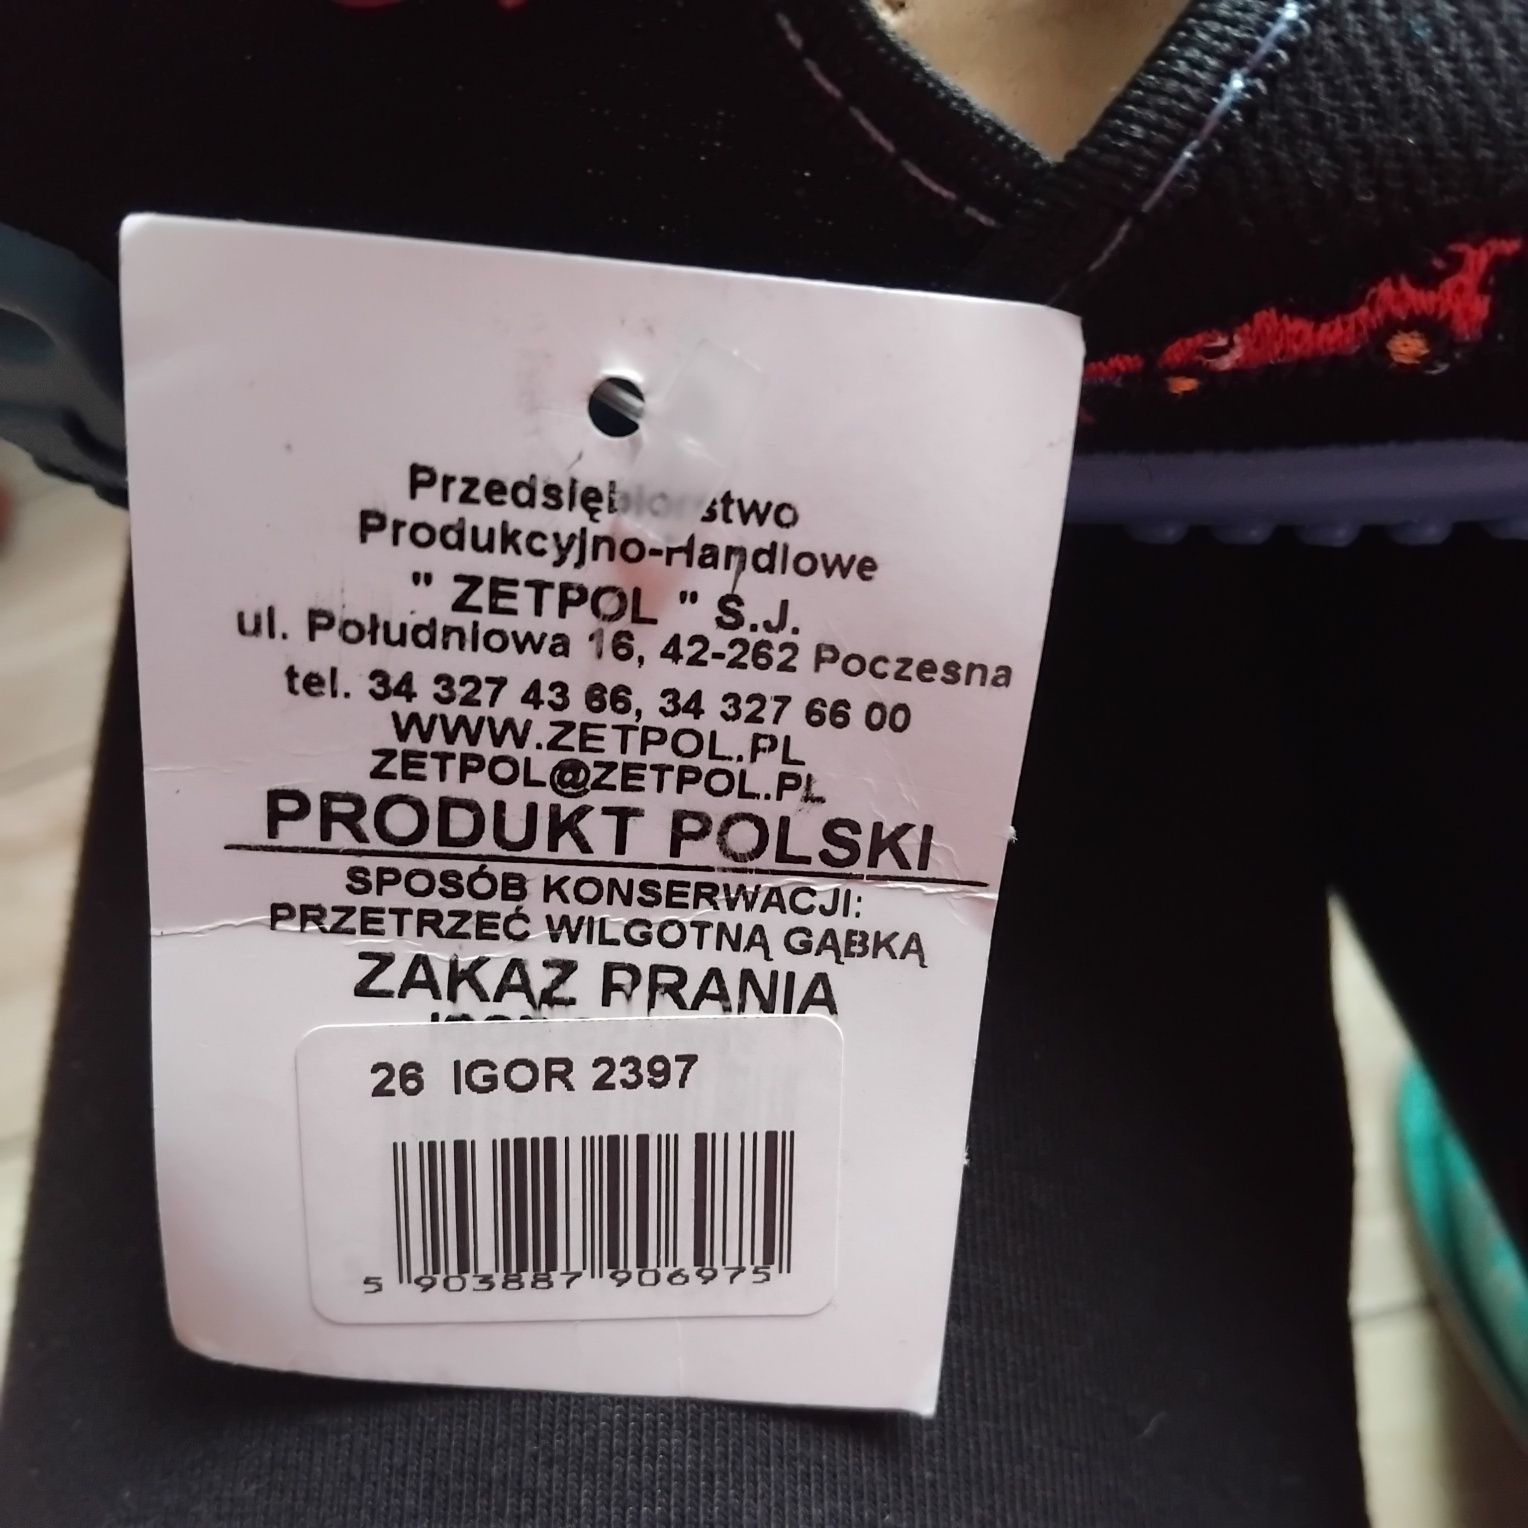 Przedsiębiorstwo
Produkcyjno-Handlowe
" ZETPOL " S.J.
ul. Południowa 16, 42-262 Poczesna
tel. 34 327 43 66, 34 327 66 00
WWW.ZETPOL.PL
ZETPOL@ZETPOL.PL
PRODUKT POLSKI
SPOSÓB KONSERWACJI:
PRZETRZEĆ WILGOTNĄ GĄBKĄ
ZAKAZ PRANIA
26 IGOR 2397
5 903887 906975